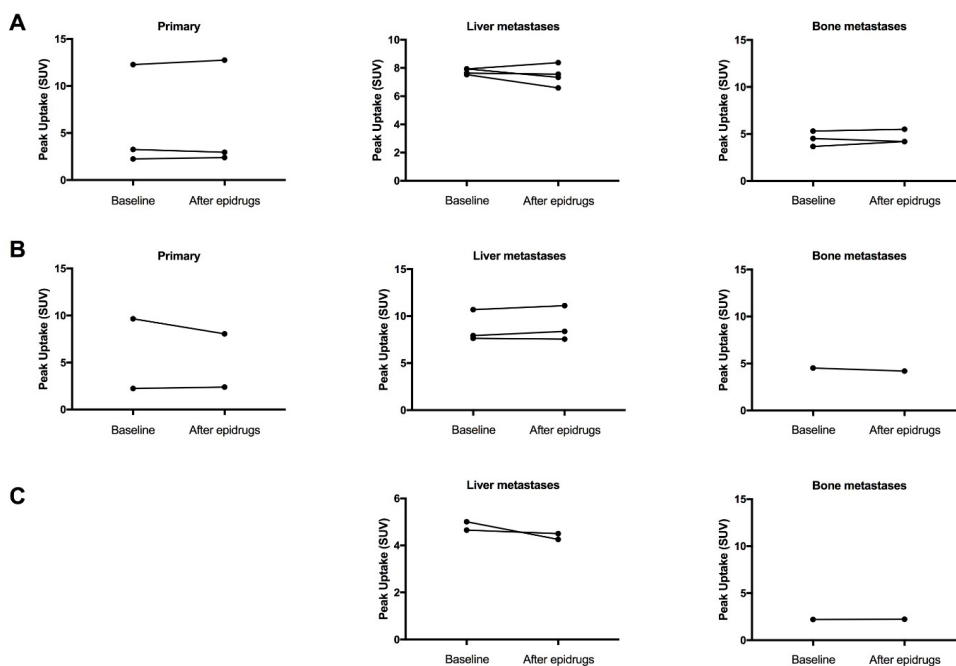 A
Primary
Peak Uptake (SUV)
15
10
5
0
Baseline After epidrugs
Liver metastases
Peak Uptake (SUV)
10
8
6
4
2
0
Baseline After epidrugs
Bone metastases
Peak Uptake (SUV)
15
10
5
0
Baseline After epidrugs
B
Primary
Peak Uptake (SUV)
15
10
5
0
Baseline After epidrugs
Liver metastases
Peak Uptake (SUV)
15
10
5
0
Baseline After epidrugs
Bone metastases
Peak Uptake (SUV)
15
10
5
0
Baseline After epidrugs
C
Liver metastases
Peak Uptake (SUV)
6
4
2
0
Baseline After epidrugs
Bone metastases
Peak Uptake (SUV)
15
10
5
0
Baseline After epidrugs